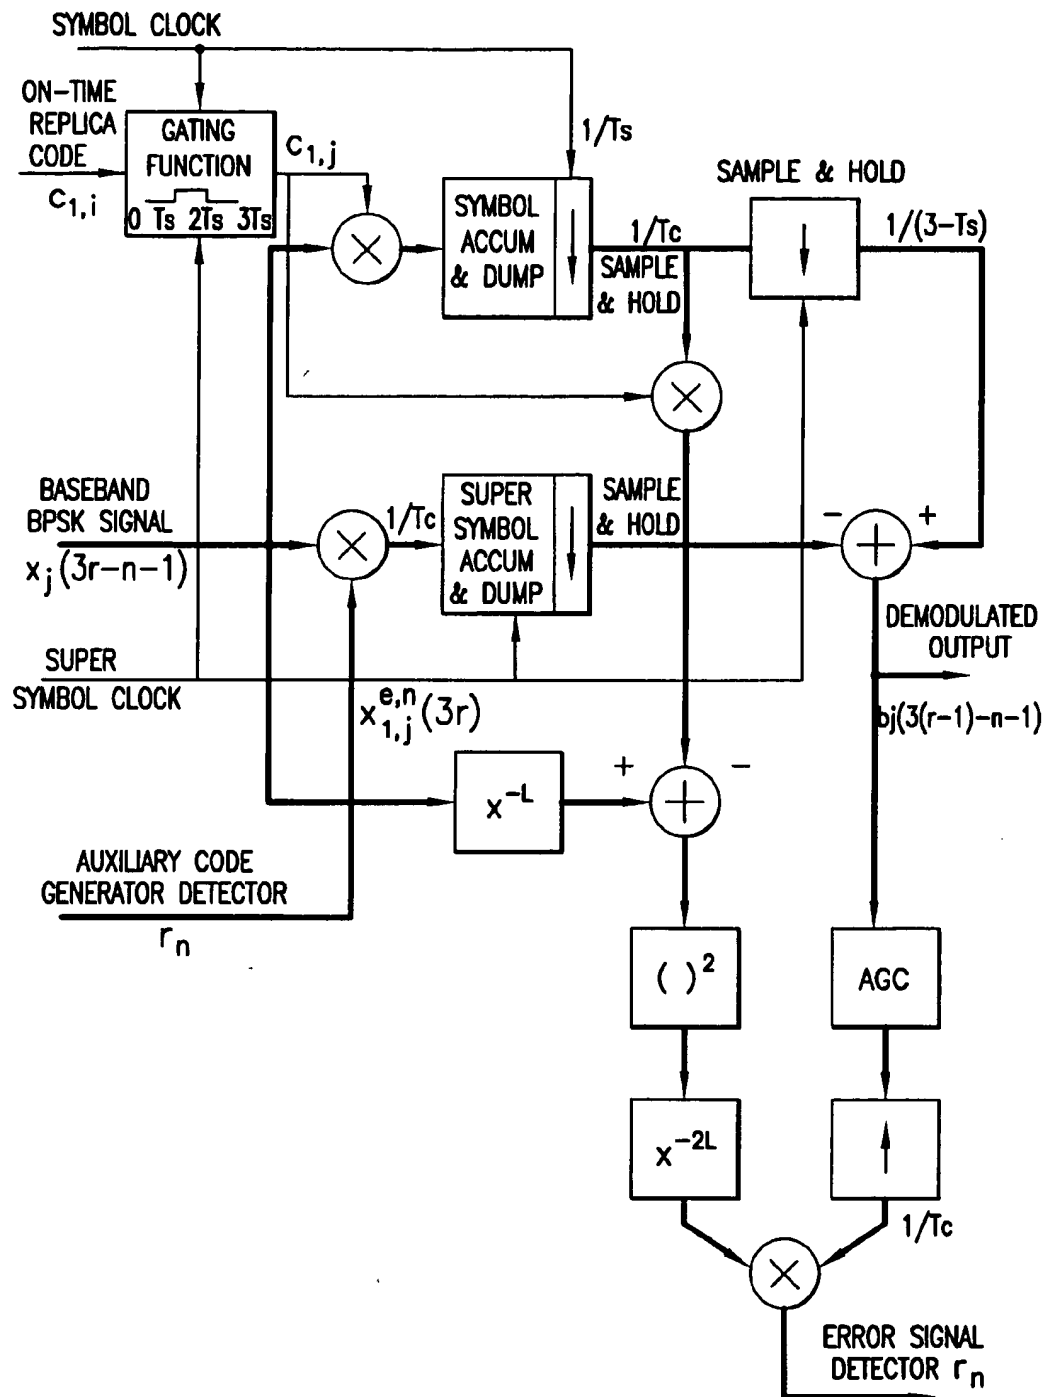 SYMBOL CLOCK
ON-TIME
REPLICA
CODE
c1,i
GATING
FUNCTION
0 Ts 2Ts 3Ts
c1,j
1/Ts
SYMBOL
ACCUM
& DUMP
↓
1/Tc
SAMPLE
& HOLD
SAMPLE & HOLD
↓
1/(3-Ts)
×
×
BASEBAND
BPSK SIGNAL
xj(3r-n-1)
×
1/Tc
SUPER
SYMBOL
ACCUM
& DUMP
↓
SAMPLE
& HOLD
- +
+
DEMODULATED
OUTPUT
bj(3(r-1)-n-1)
SUPER
SYMBOL CLOCK
x1,j^e,n(3r)
x^-L
+ -
+
AUXILIARY CODE
GENERATOR DETECTOR
rn
( )^2
AGC
x^-2L
↑
1/Tc
×
ERROR SIGNAL
DETECTOR rn